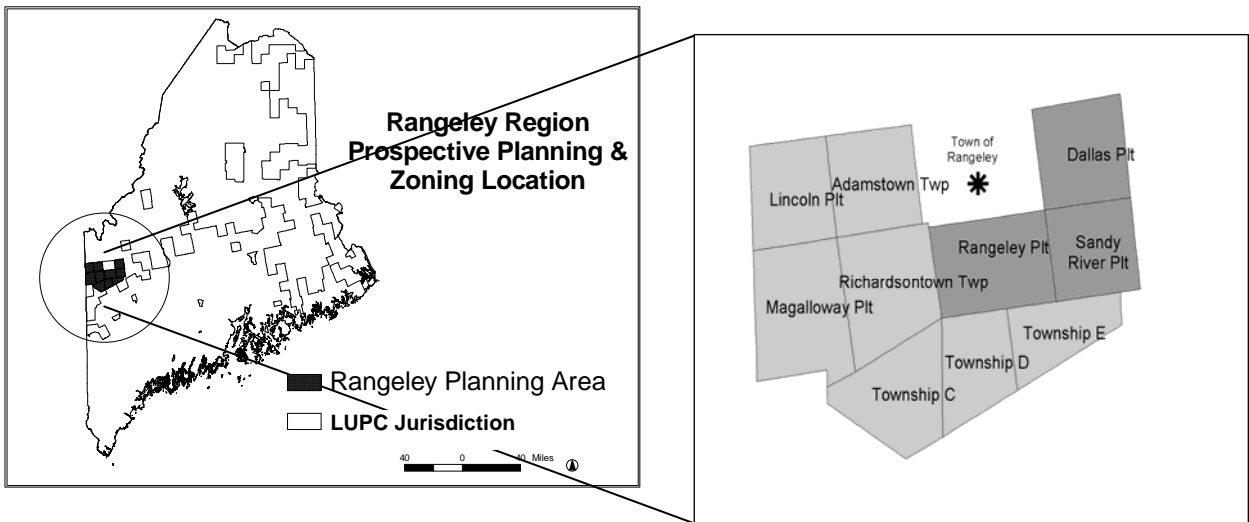 Rangeley Region
Prospective Planning &
Zoning Location
Rangeley Planning Area
LUPC Jurisdiction
40 0 40 Miles
Town of
Rangeley
Dallas Plt
Adamstown Twp
Lincoln Plt
Rangeley Plt
Sandy
River Plt
Richardsontown Twp
Magalloway Plt
Township E
Township D
Township C